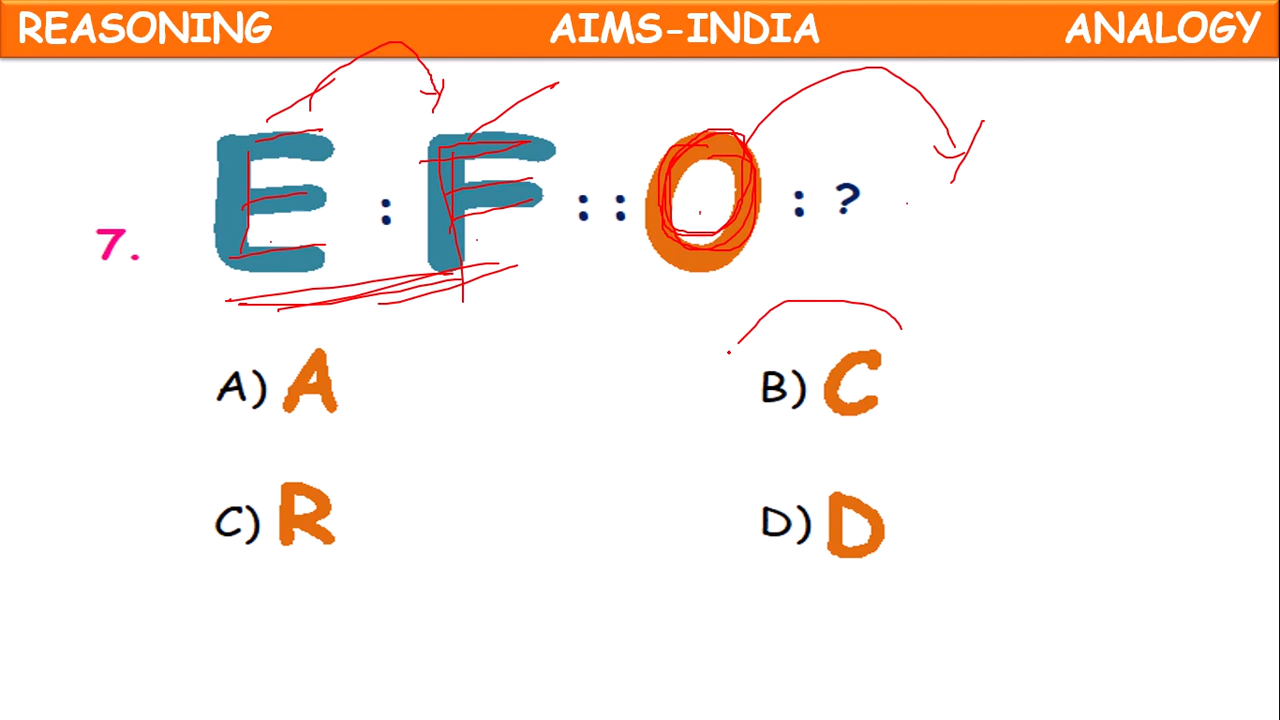 REASONING AIMS-INDIA ANALOGY
7. E : F :: O : ?
A) A B) C
C) R D) D